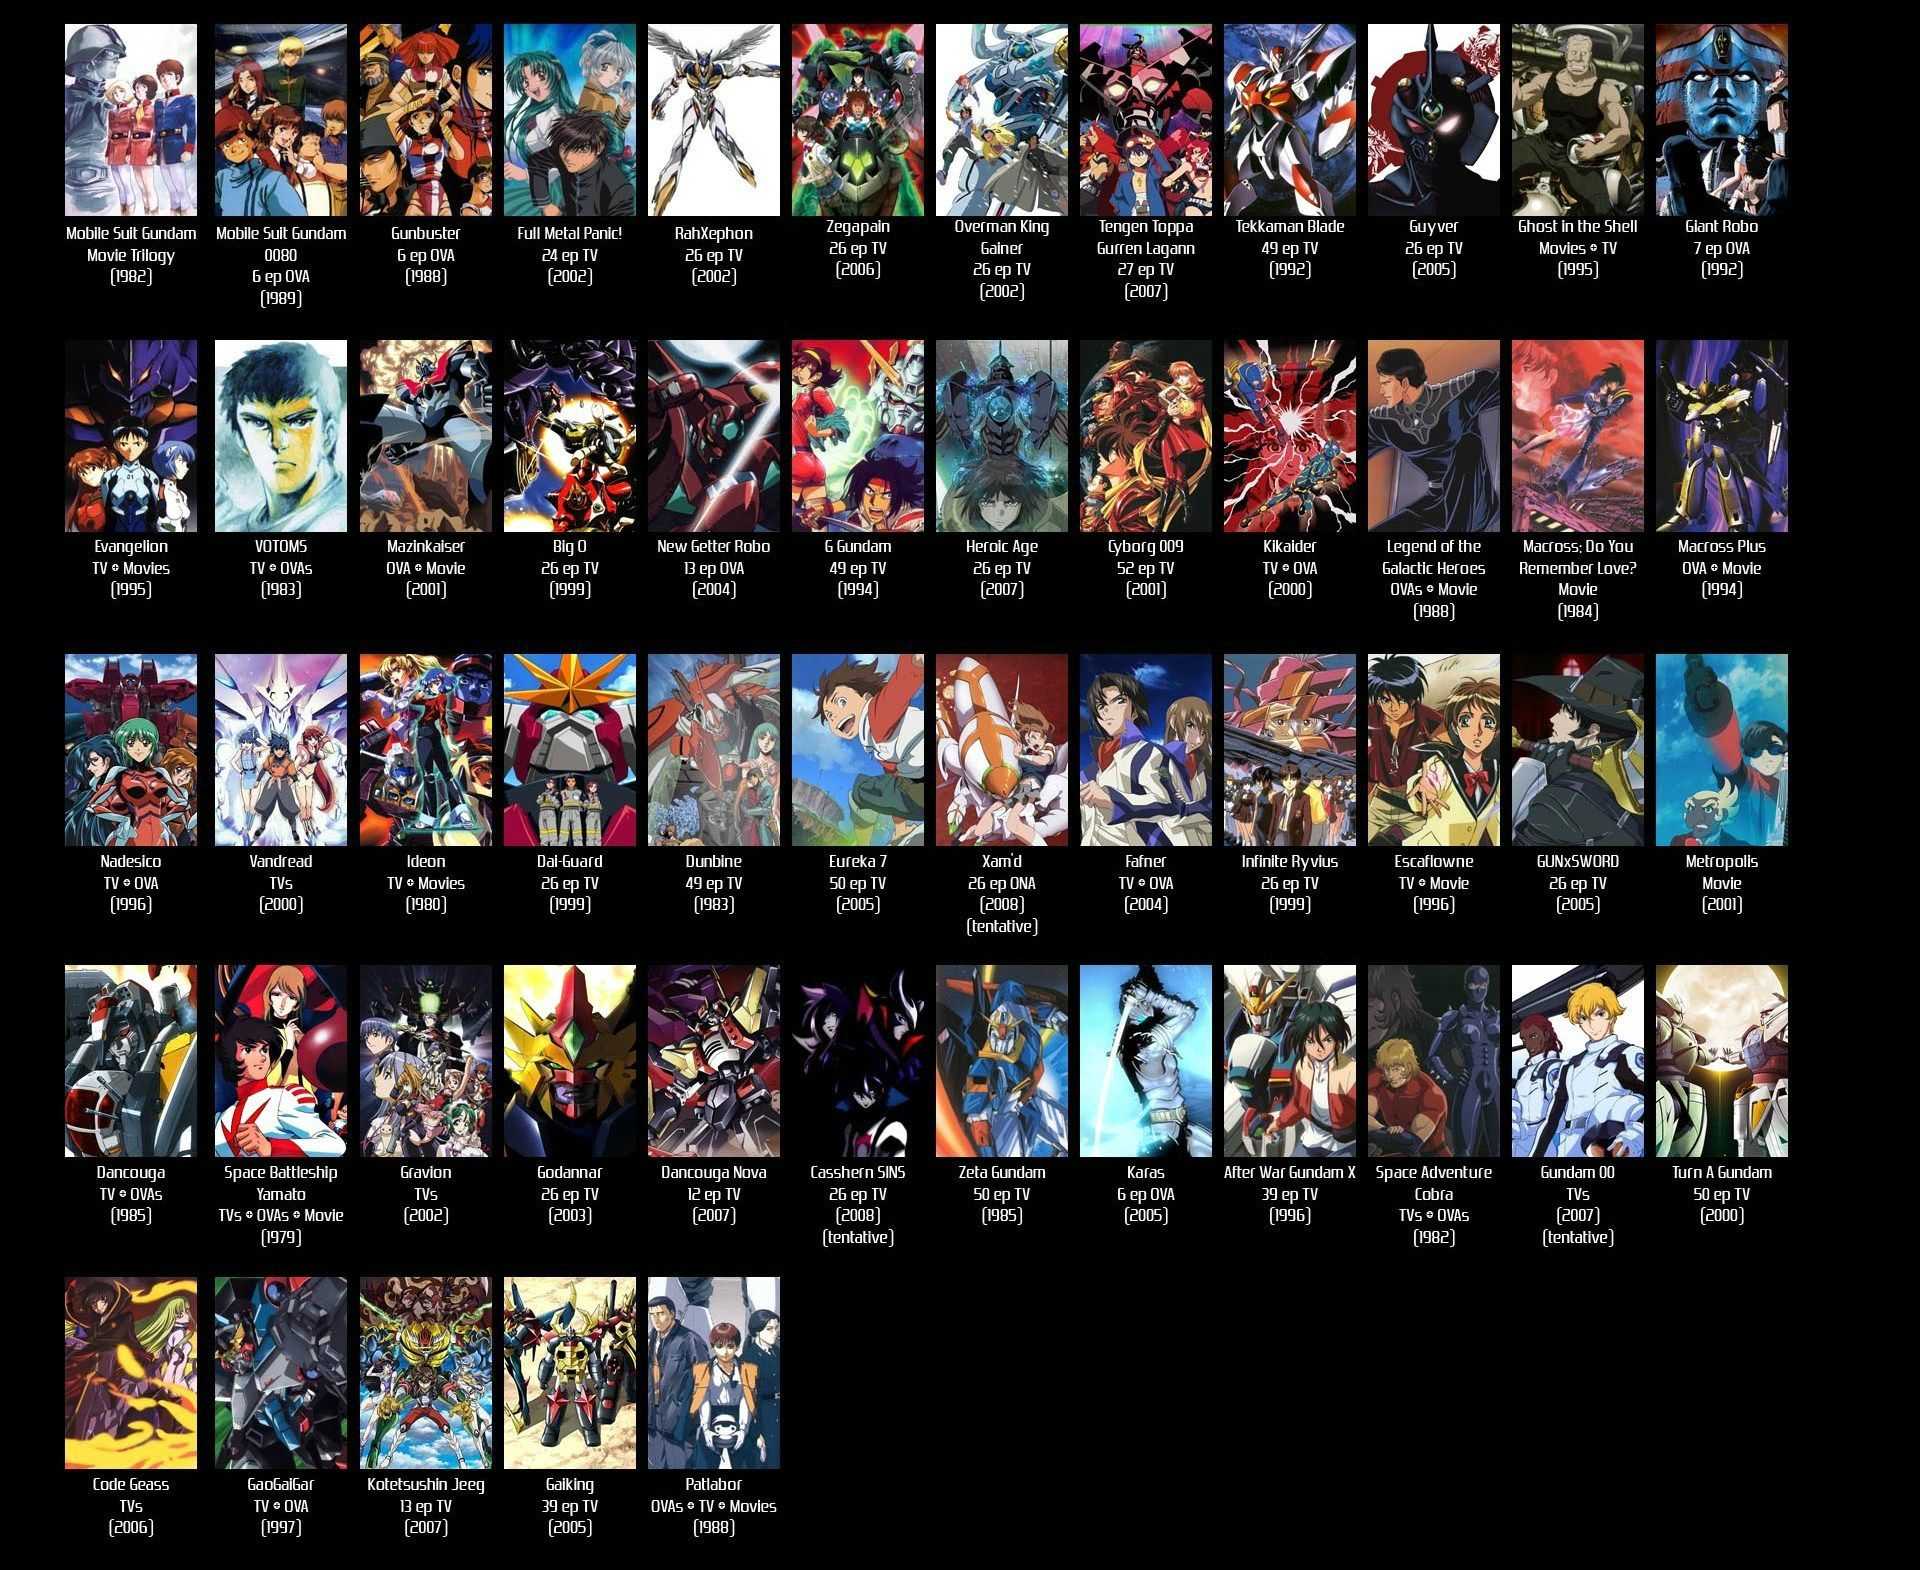 Mobile Suit Gundam
Movie Trilogy
(1982)
Mobile Suit Gundam
0080
6 ep OVA
(1989)
Gunbuster
6 ep OVA
(1988)
Full Metal Panic!
24 ep TV
(2002)
RahXephon
26 ep TV
(2002)
Zegapain
26 ep TV
(2006)
Overman King
Gainer
26 ep TV
(2002)
Tengen Toppa
Gurren Lagann
27 ep TV
(2007)
Tekkaman Blade
49 ep TV
(1992)
Guyver
26 ep TV
(2005)
Ghost in the Shell
Movies + TV
(1995)
Giant Robo
7 ep OVA
(1992)
Evangelion
TV + Movies
(1995)
VOTOMS
TV + OVAs
(1983)
Mazinkaiser
OVA + Movie
(2001)
Big O
26 ep TV
(1999)
New Getter Robo
13 ep OVA
(2004)
G Gundam
49 ep TV
(1994)
Heroic Age
26 ep TV
(2007)
Cyborg 009
52 ep TV
(2001)
Kikaider
TV + OVA
(2000)
Legend of the
Galactic Heroes
OVAs + Movie
(1988)
Macross: Do You
Remember Love?
Movie
(1984)
Macross Plus
OVA + Movie
(1994)
Nadesico
TV + OVA
(1996)
Vandread
TVs
(2000)
Ideon
TV + Movies
(1980)
Dai-Guard
26 ep TV
(1999)
Dunbine
49 ep TV
(1983)
Eureka 7
50 ep TV
(2005)
Xam'd
26 ep ONA
(2008)
(tentative)
Fafner
TV + OVA
(2004)
Infinite Ryvius
26 ep TV
(1999)
Escaflowne
TV + Movie
(1996)
GUNxSWORD
26 ep TV
(2005)
Metropolis
Movie
(2001)
Dancouga
TV + OVAs
(1985)
Space Battleship
Yamato
TVs + OVAs + Movie
(1979)
Gravion
TVs
(2002)
Godannar
26 ep TV
(2003)
Dancouga Nova
12 ep TV
(2007)
Casshern SINS
26 ep TV
(2008)
(tentative)
Zeta Gundam
50 ep TV
(1985)
Karas
6 ep OVA
(2005)
After War Gundam X
39 ep TV
(1996)
Space Adventure
Cobra
TVs + OVAs
(1982)
Gundam 00
TVs
(2007)
(tentative)
Turn A Gundam
50 ep TV
(2000)
Code Geass
TVs
(2006)
GaoGaiGar
TV + OVA
(1997)
Kotetsushin Jeeg
13 ep TV
(2007)
Gaiking
39 ep TV
(2005)
Patlabor
OVAs + TV + Movies
(1988)